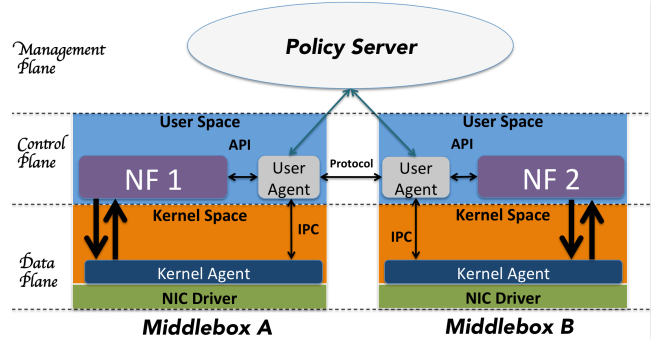 Management
Plane
Policy Server
User Space
User Space
Control
Plane
API
API
NF 1
User
Agent
Protocol
User
Agent
NF 2
Kernel Space
Kernel Space
IPC
IPC
Data
Plane
Kernel Agent
Kernel Agent
NIC Driver
NIC Driver
Middlebox A
Middlebox B